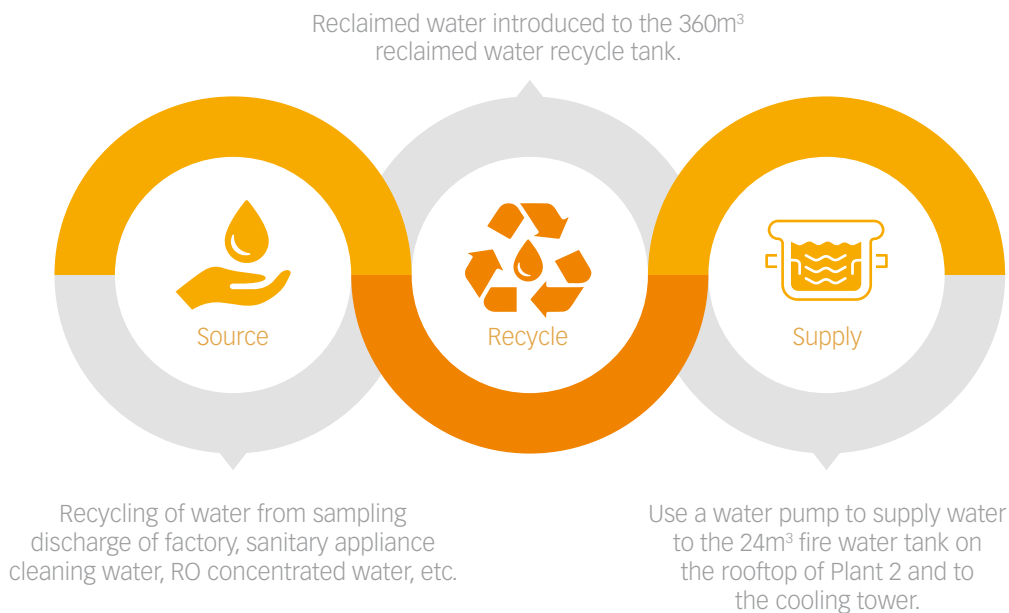 Reclaimed water introduced to the 360m³
reclaimed water recycle tank.
Source
Recycle
Supply
Recycling of water from sampling
discharge of factory, sanitary appliance
cleaning water, RO concentrated water, etc.
Use a water pump to supply water
to the 24m³ fire water tank on
the rooftop of Plant 2 and to
the cooling tower.